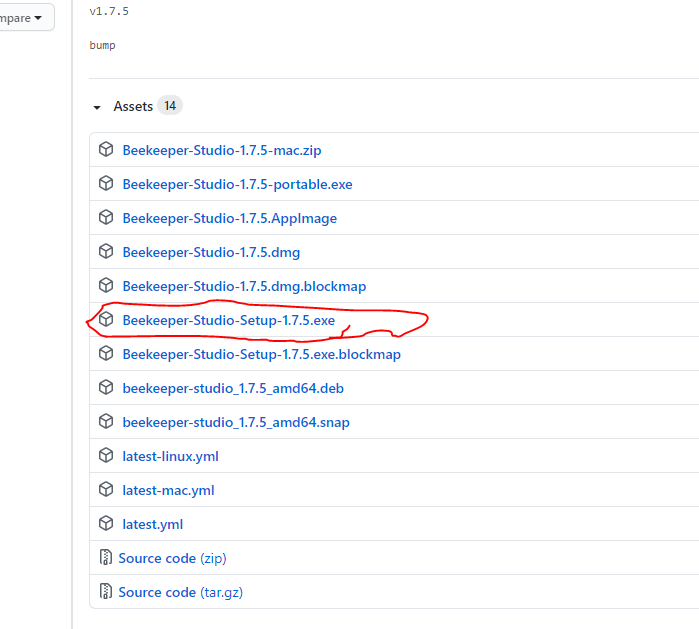 mpare
v1.7.5
bump
Assets 14
Beekeeper-Studio-1.7.5-mac.zip
Beekeeper-Studio-1.7.5-portable.exe
Beekeeper-Studio-1.7.5.AppImage
Beekeeper-Studio-1.7.5.dmg
Beekeeper-Studio-1.7.5.dmg.blockmap
Beekeeper-Studio-Setup-1.7.5.exe
Beekeeper-Studio-Setup-1.7.5.exe.blockmap
beekeeper-studio_1.7.5_amd64.deb
beekeeper-studio_1.7.5_amd64.snap
latest-linux.yml
latest-mac.yml
latest.yml
Source code (zip)
Source code (tar.gz)